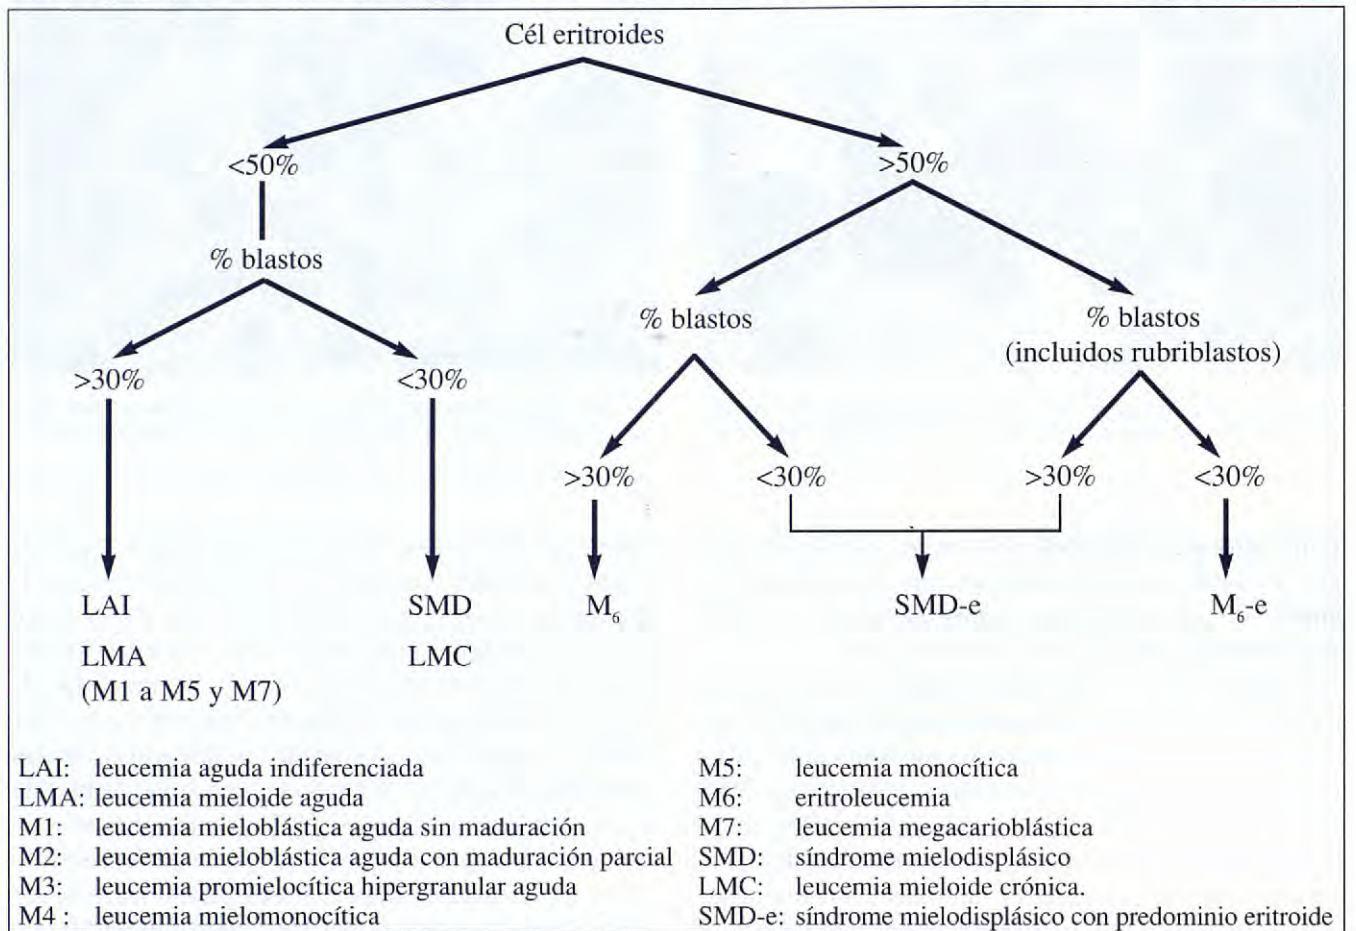 Cél eritroides
<50%
>50%
% blastos
% blastos
% blastos
(incluidos rubriblastos)
>30%
<30%
>30%
<30%
>30%
<30%
LAI
SMD
M6
SMD-e
M6-e
LMA
LMC
(M1 a M5 y M7)
LAI: leucemia aguda indiferenciada
LMA: leucemia mieloide aguda
M1: leucemia mieloblástica aguda sin maduración
M2: leucemia mieloblástica aguda con maduración parcial
M3: leucemia promielocítica hipergranular aguda
M4 : leucemia mielomonocítica
M5: leucemia monocítica
M6: eritroleucemia
M7: leucemia megacarioblástica
SMD: síndrome mielodisplásico
LMC: leucemia mieloide crónica.
SMD-e: síndrome mielodisplásico con predominio eritroide